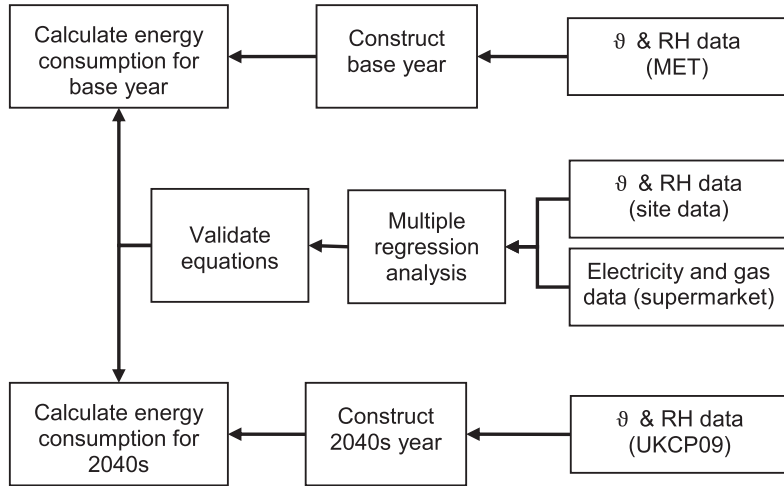 Calculate energy
consumption for
base year
Construct
base year
ϑ & RH data
(MET)
ϑ & RH data
(site data)
Validate
equations
Multiple
regression
analysis
Electricity and gas
data (supermarket)
Calculate energy
consumption for
2040s
Construct
2040s year
ϑ & RH data
(UKCP09)